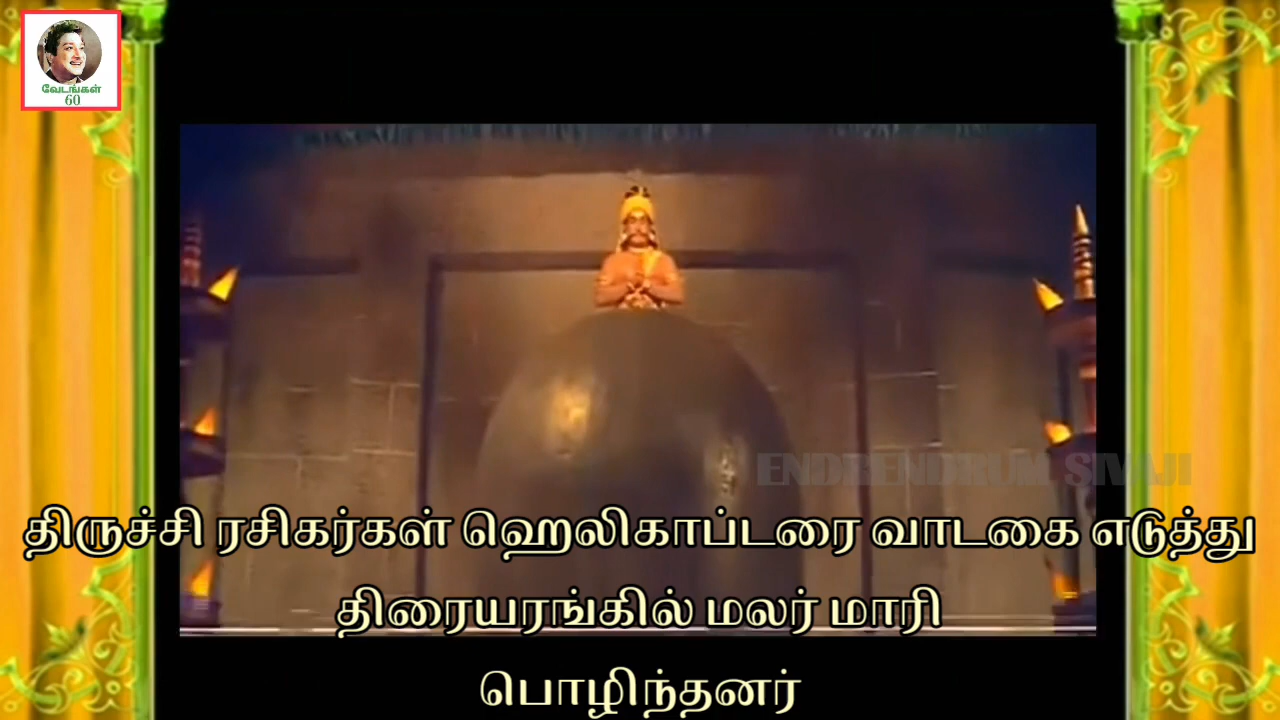 வேடங்கள்
60
ENDRENDRUM SIVAJI
திருச்சி ரசிகர்கள் ஹெலிகாப்டரை வாடகை எடுத்து
திரையரங்கில் மலர் மாரி
பொழிந்தனர்